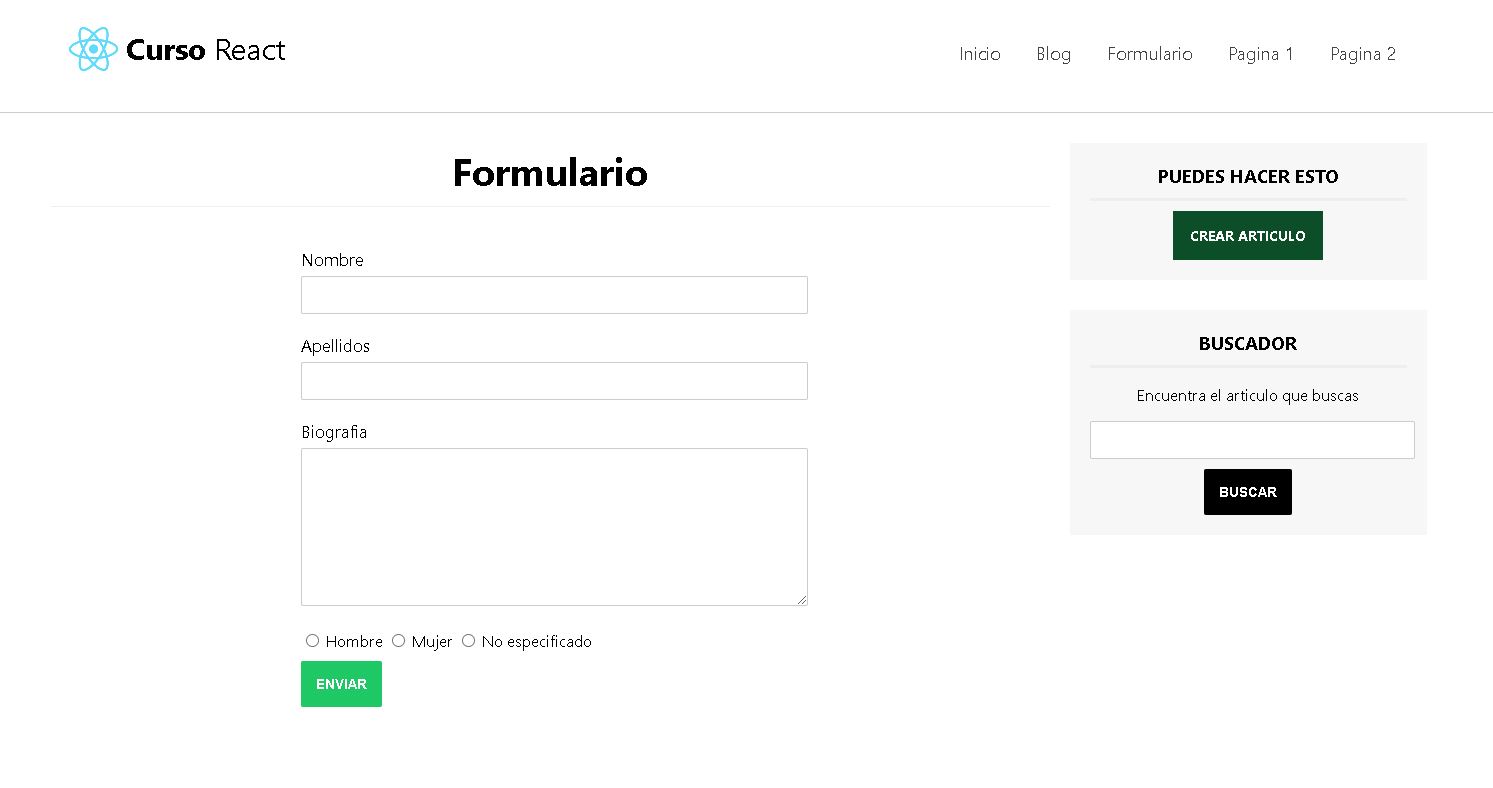 Curso React
Inicio Blog Formulario Pagina 1 Pagina 2
Formulario
Nombre
Apellidos
Biografia
Hombre Mujer No especificado
ENVIAR
PUEDES HACER ESTO
CREAR ARTICULO
BUSCADOR
Encuentra el articulo que buscas
BUSCAR